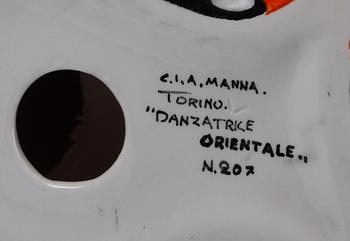 C.I.A. MANNA.
TORINO.
"DANZATRICE
ORIENTALE„
N.207